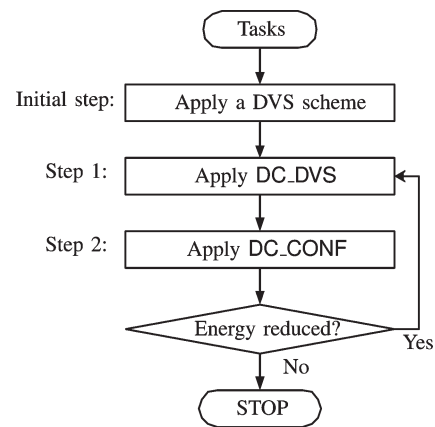 Tasks
Initial step: Apply a DVS scheme
Step 1: Apply DC_DVS
Step 2: Apply DC_CONF
Energy reduced?
Yes
No
STOP